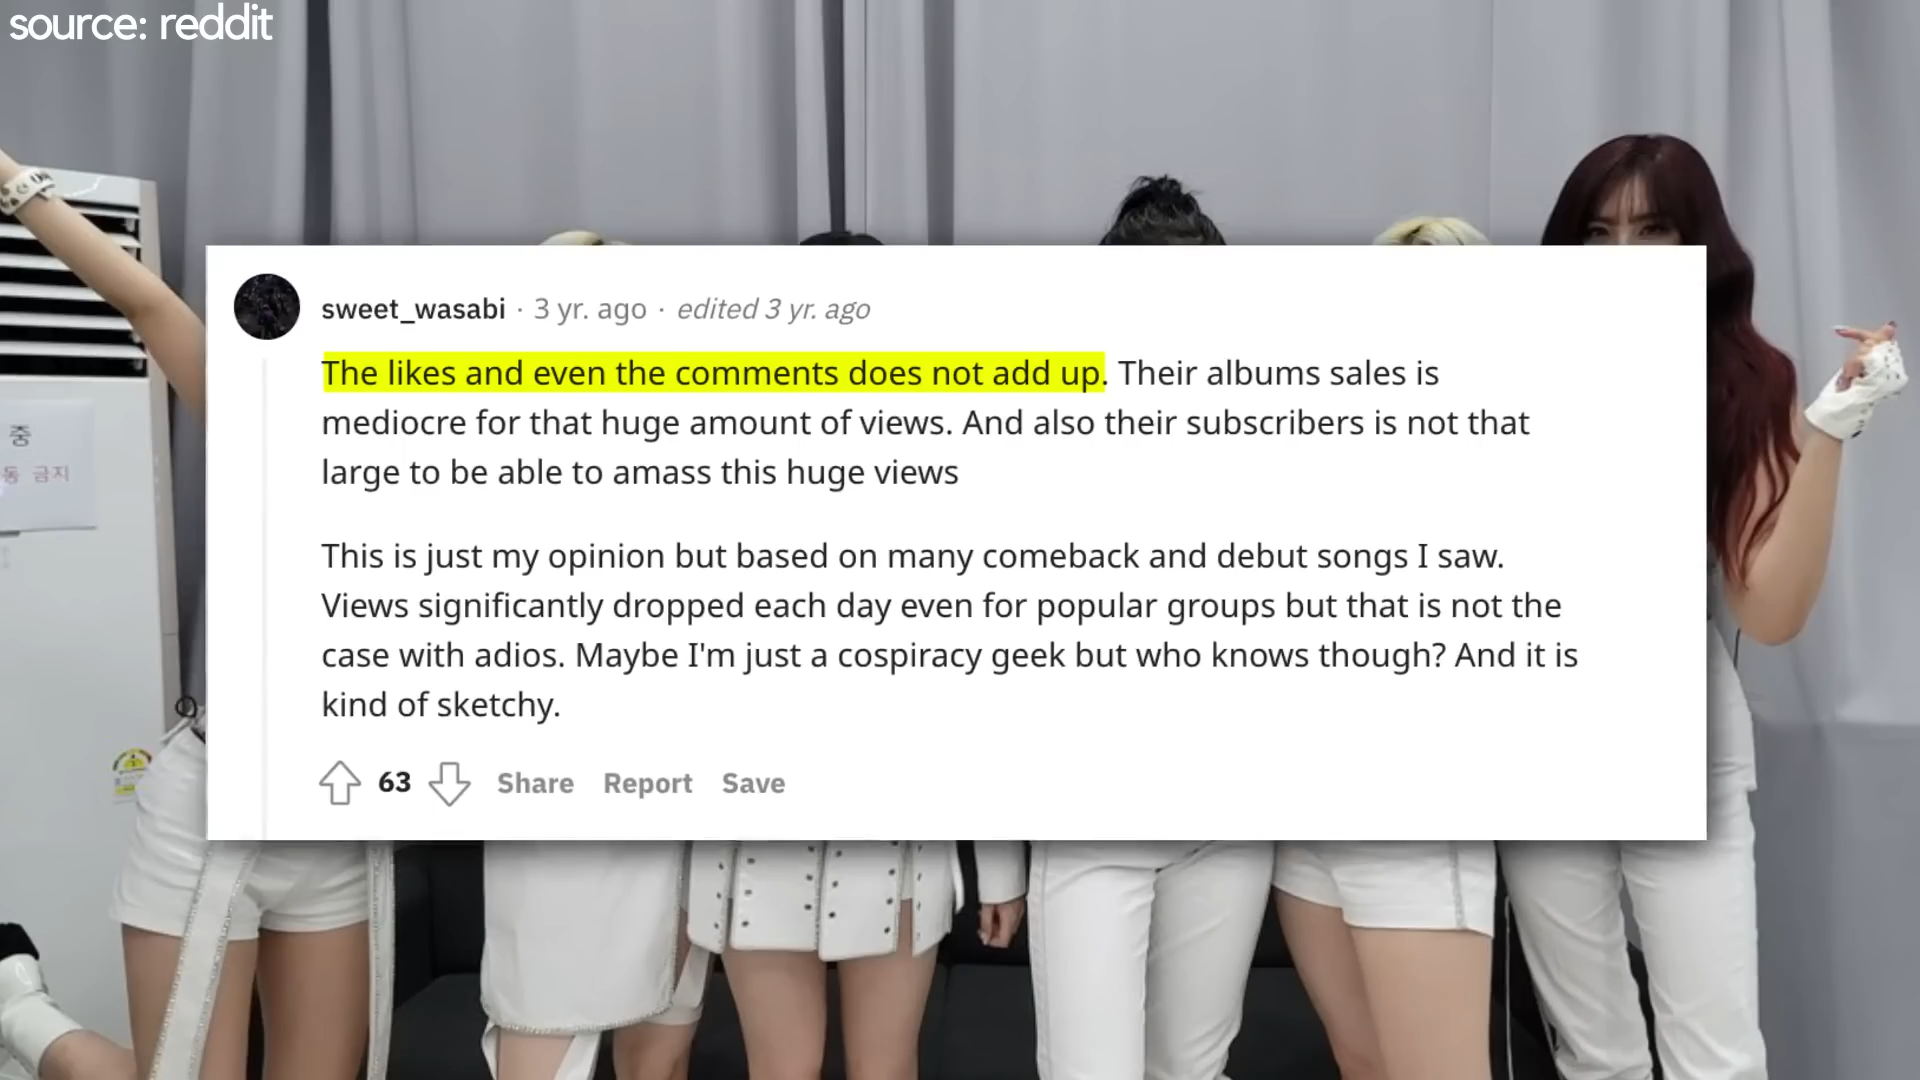 source: reddit
sweet_wasabi · 3 yr. ago · edited 3 yr. ago
The likes and even the comments does not add up. Their albums sales is
mediocre for that huge amount of views. And also their subscribers is not that
large to be able to amass this huge views
This is just my opinion but based on many comeback and debut songs I saw.
Views significantly dropped each day even for popular groups but that is not the
case with adios. Maybe I'm just a cospiracy geek but who knows though? And it is
kind of sketchy.
63 Share Report Save
중
동 금지